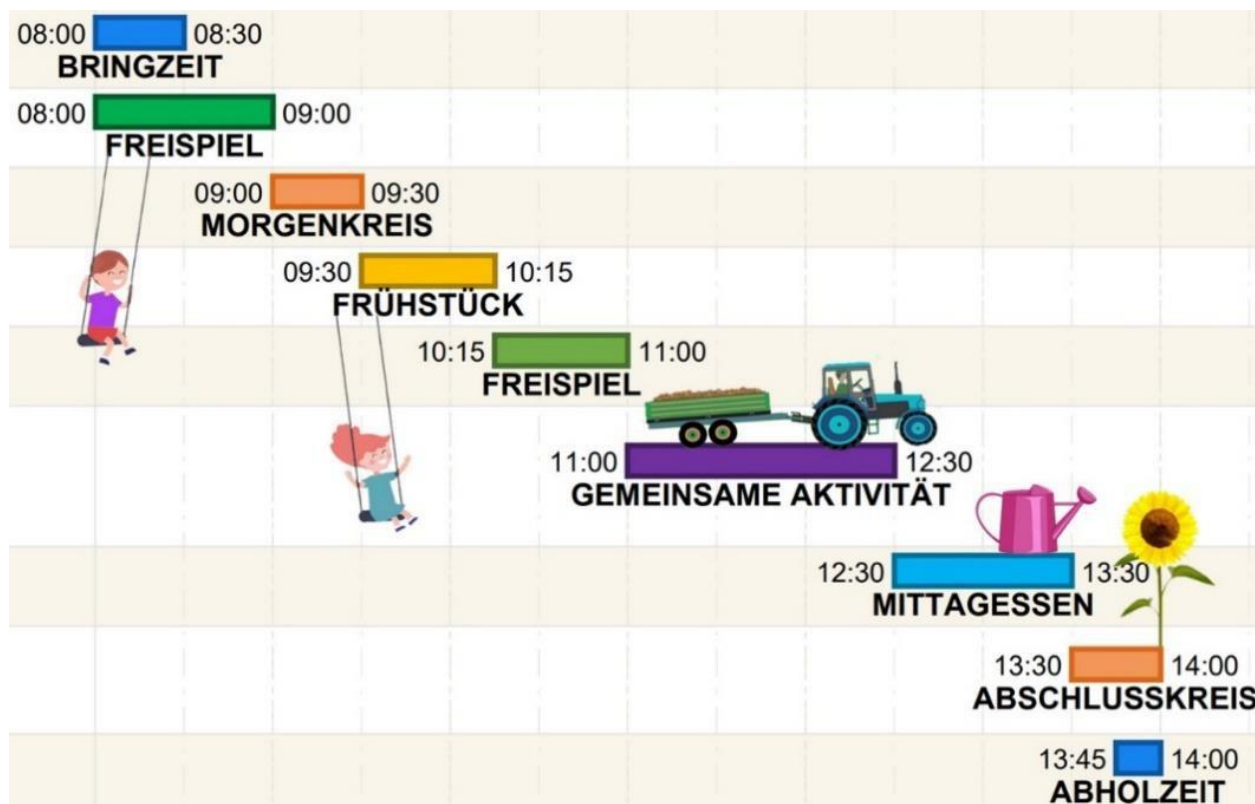 08:00 08:30
BRINGZEIT
08:00 09:00
FREISPIEL
09:00 09:30
MORGENKREIS
09:30 10:15
FRÜHSTÜCK
10:15 11:00
FREISPIEL
11:00 12:30
GEMEINSAME AKTIVITÄT
12:30 13:30
MITTAGESSEN
13:30 14:00
ABSCHLUSSKREIS
13:45 14:00
ABHOLZEIT